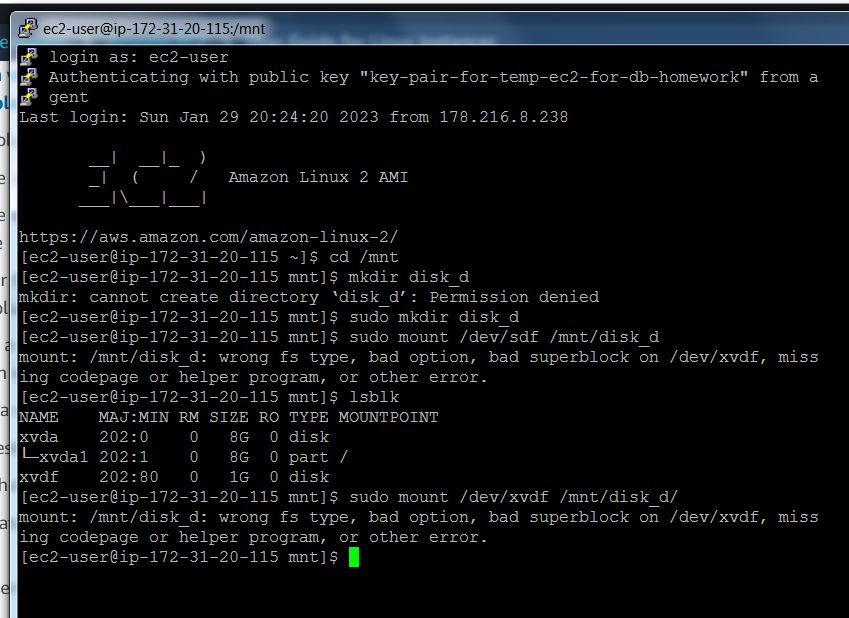 ec2-user@ip-172-31-20-115:/mnt
login as: ec2-user
Authenticating with public key "key-pair-for-temp-ec2-for-db-homework" from a
gent
Last login: Sun Jan 29 20:24:20 2023 from 178.216.8.238
       __|  __|_  )
       _|  (     /   Amazon Linux 2 AMI
      ___|\___|___|
https://aws.amazon.com/amazon-linux-2/
[ec2-user@ip-172-31-20-115 ~]$ cd /mnt
[ec2-user@ip-172-31-20-115 mnt]$ mkdir disk_d
mkdir: cannot create directory ‘disk_d’: Permission denied
[ec2-user@ip-172-31-20-115 mnt]$ sudo mkdir disk_d
[ec2-user@ip-172-31-20-115 mnt]$ sudo mount /dev/sdf /mnt/disk_d
mount: /mnt/disk_d: wrong fs type, bad option, bad superblock on /dev/xvdf, miss
ing codepage or helper program, or other error.
[ec2-user@ip-172-31-20-115 mnt]$ lsblk
NAME    MAJ:MIN RM SIZE RO TYPE MOUNTPOINT
xvda    202:0    0   8G  0 disk
└─xvda1 202:1    0   8G  0 part /
xvdf    202:80   0   1G  0 disk
[ec2-user@ip-172-31-20-115 mnt]$ sudo mount /dev/xvdf /mnt/disk_d/
mount: /mnt/disk_d: wrong fs type, bad option, bad superblock on /dev/xvdf, miss
ing codepage or helper program, or other error.
[ec2-user@ip-172-31-20-115 mnt]$